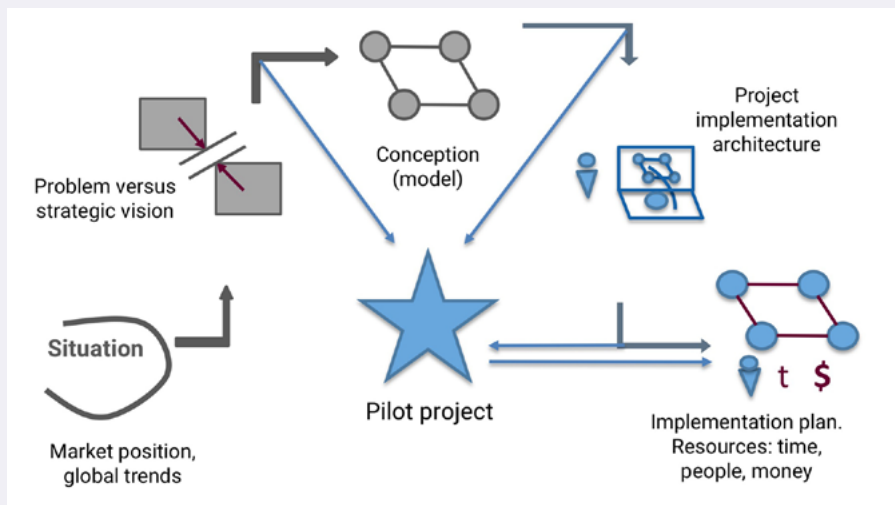 Conception
(model)
Project
implementation
architecture
Problem versus
strategic vision
Situation
Market position,
global trends
Pilot project
t $
Implementation plan.
Resources: time,
people, money